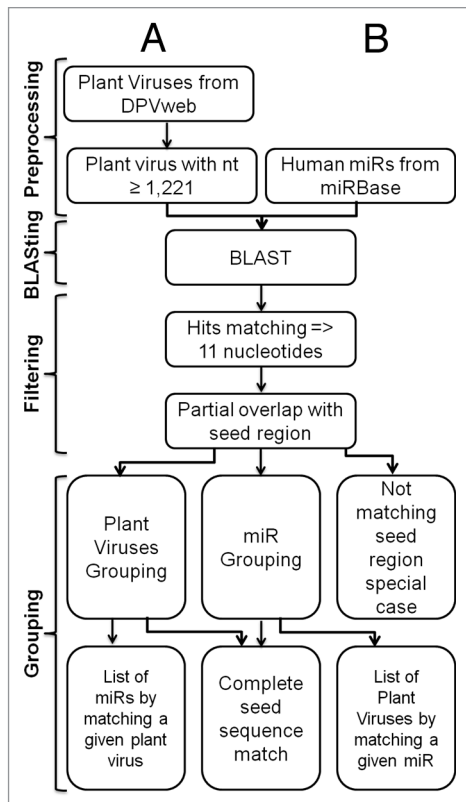 A
B
Preprocessing
Plant Viruses from
DPVweb
Plant virus with nt
≥ 1,221
Human miRs from
miRBase
BLASting
BLAST
Filtering
Hits matching =>
11 nucleotides
Partial overlap with
seed region
Grouping
Plant
Viruses
Grouping
miR
Grouping
Not
matching
seed
region
special
case
List of
miRs by
matching a
given plant
virus
Complete
seed
sequence
match
List of
Plant
Viruses by
matching a
given miR